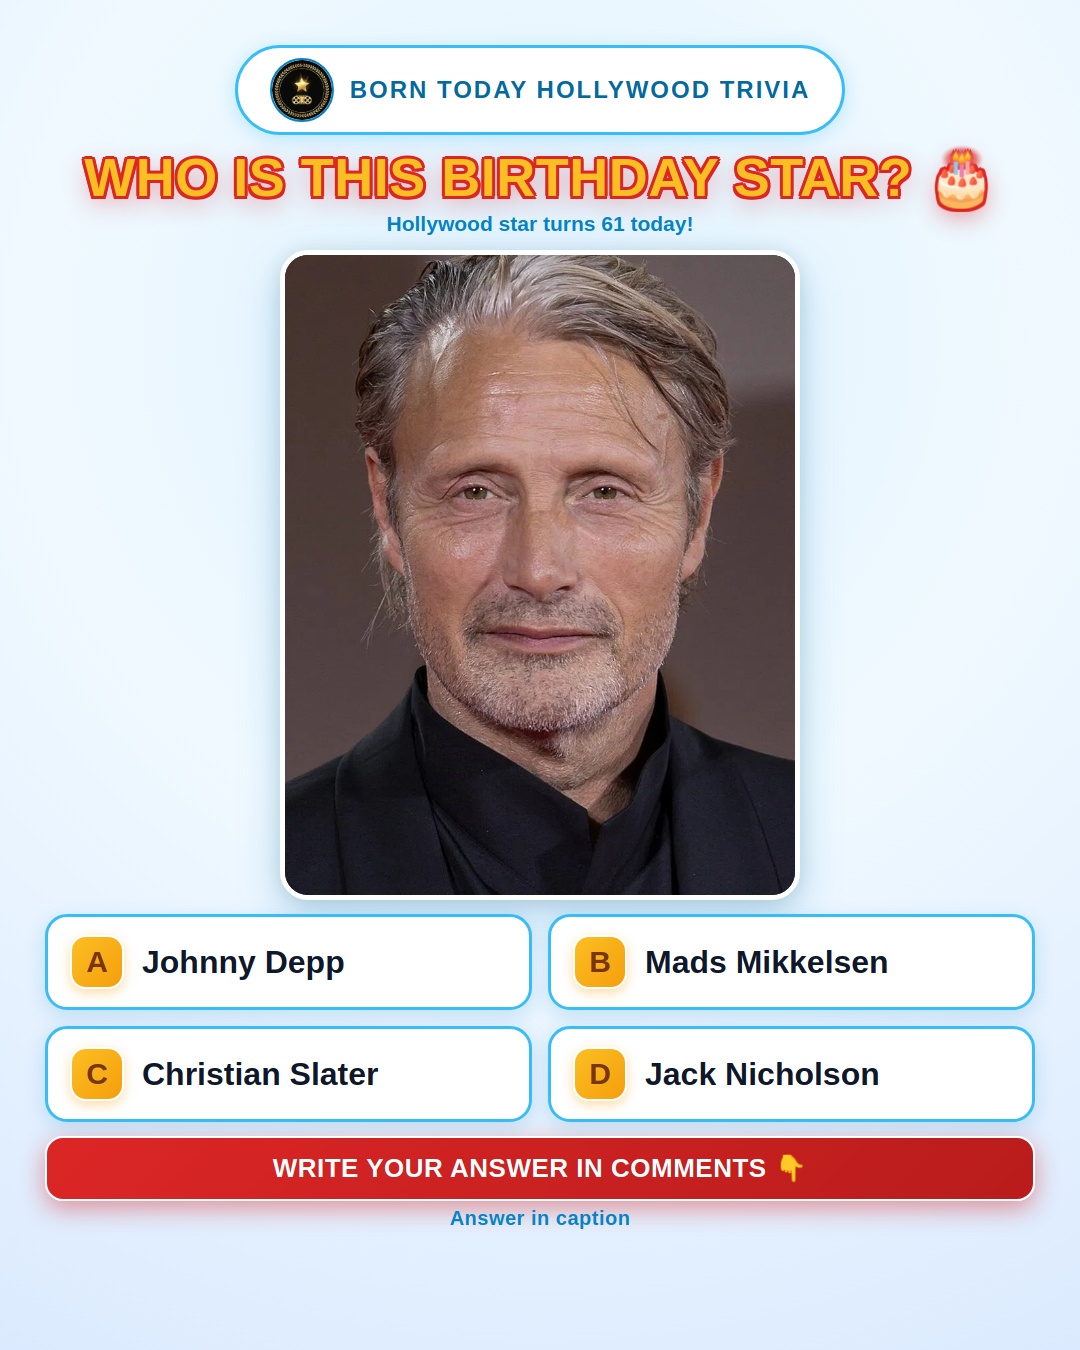 BORN TODAY HOLLYWOOD TRIVIA
WHO IS THIS BIRTHDAY STAR? 🎂
Hollywood star turns 61 today!
A Johnny Depp
B Mads Mikkelsen
C Christian Slater
D Jack Nicholson
WRITE YOUR ANSWER IN COMMENTS 👇
Answer in caption